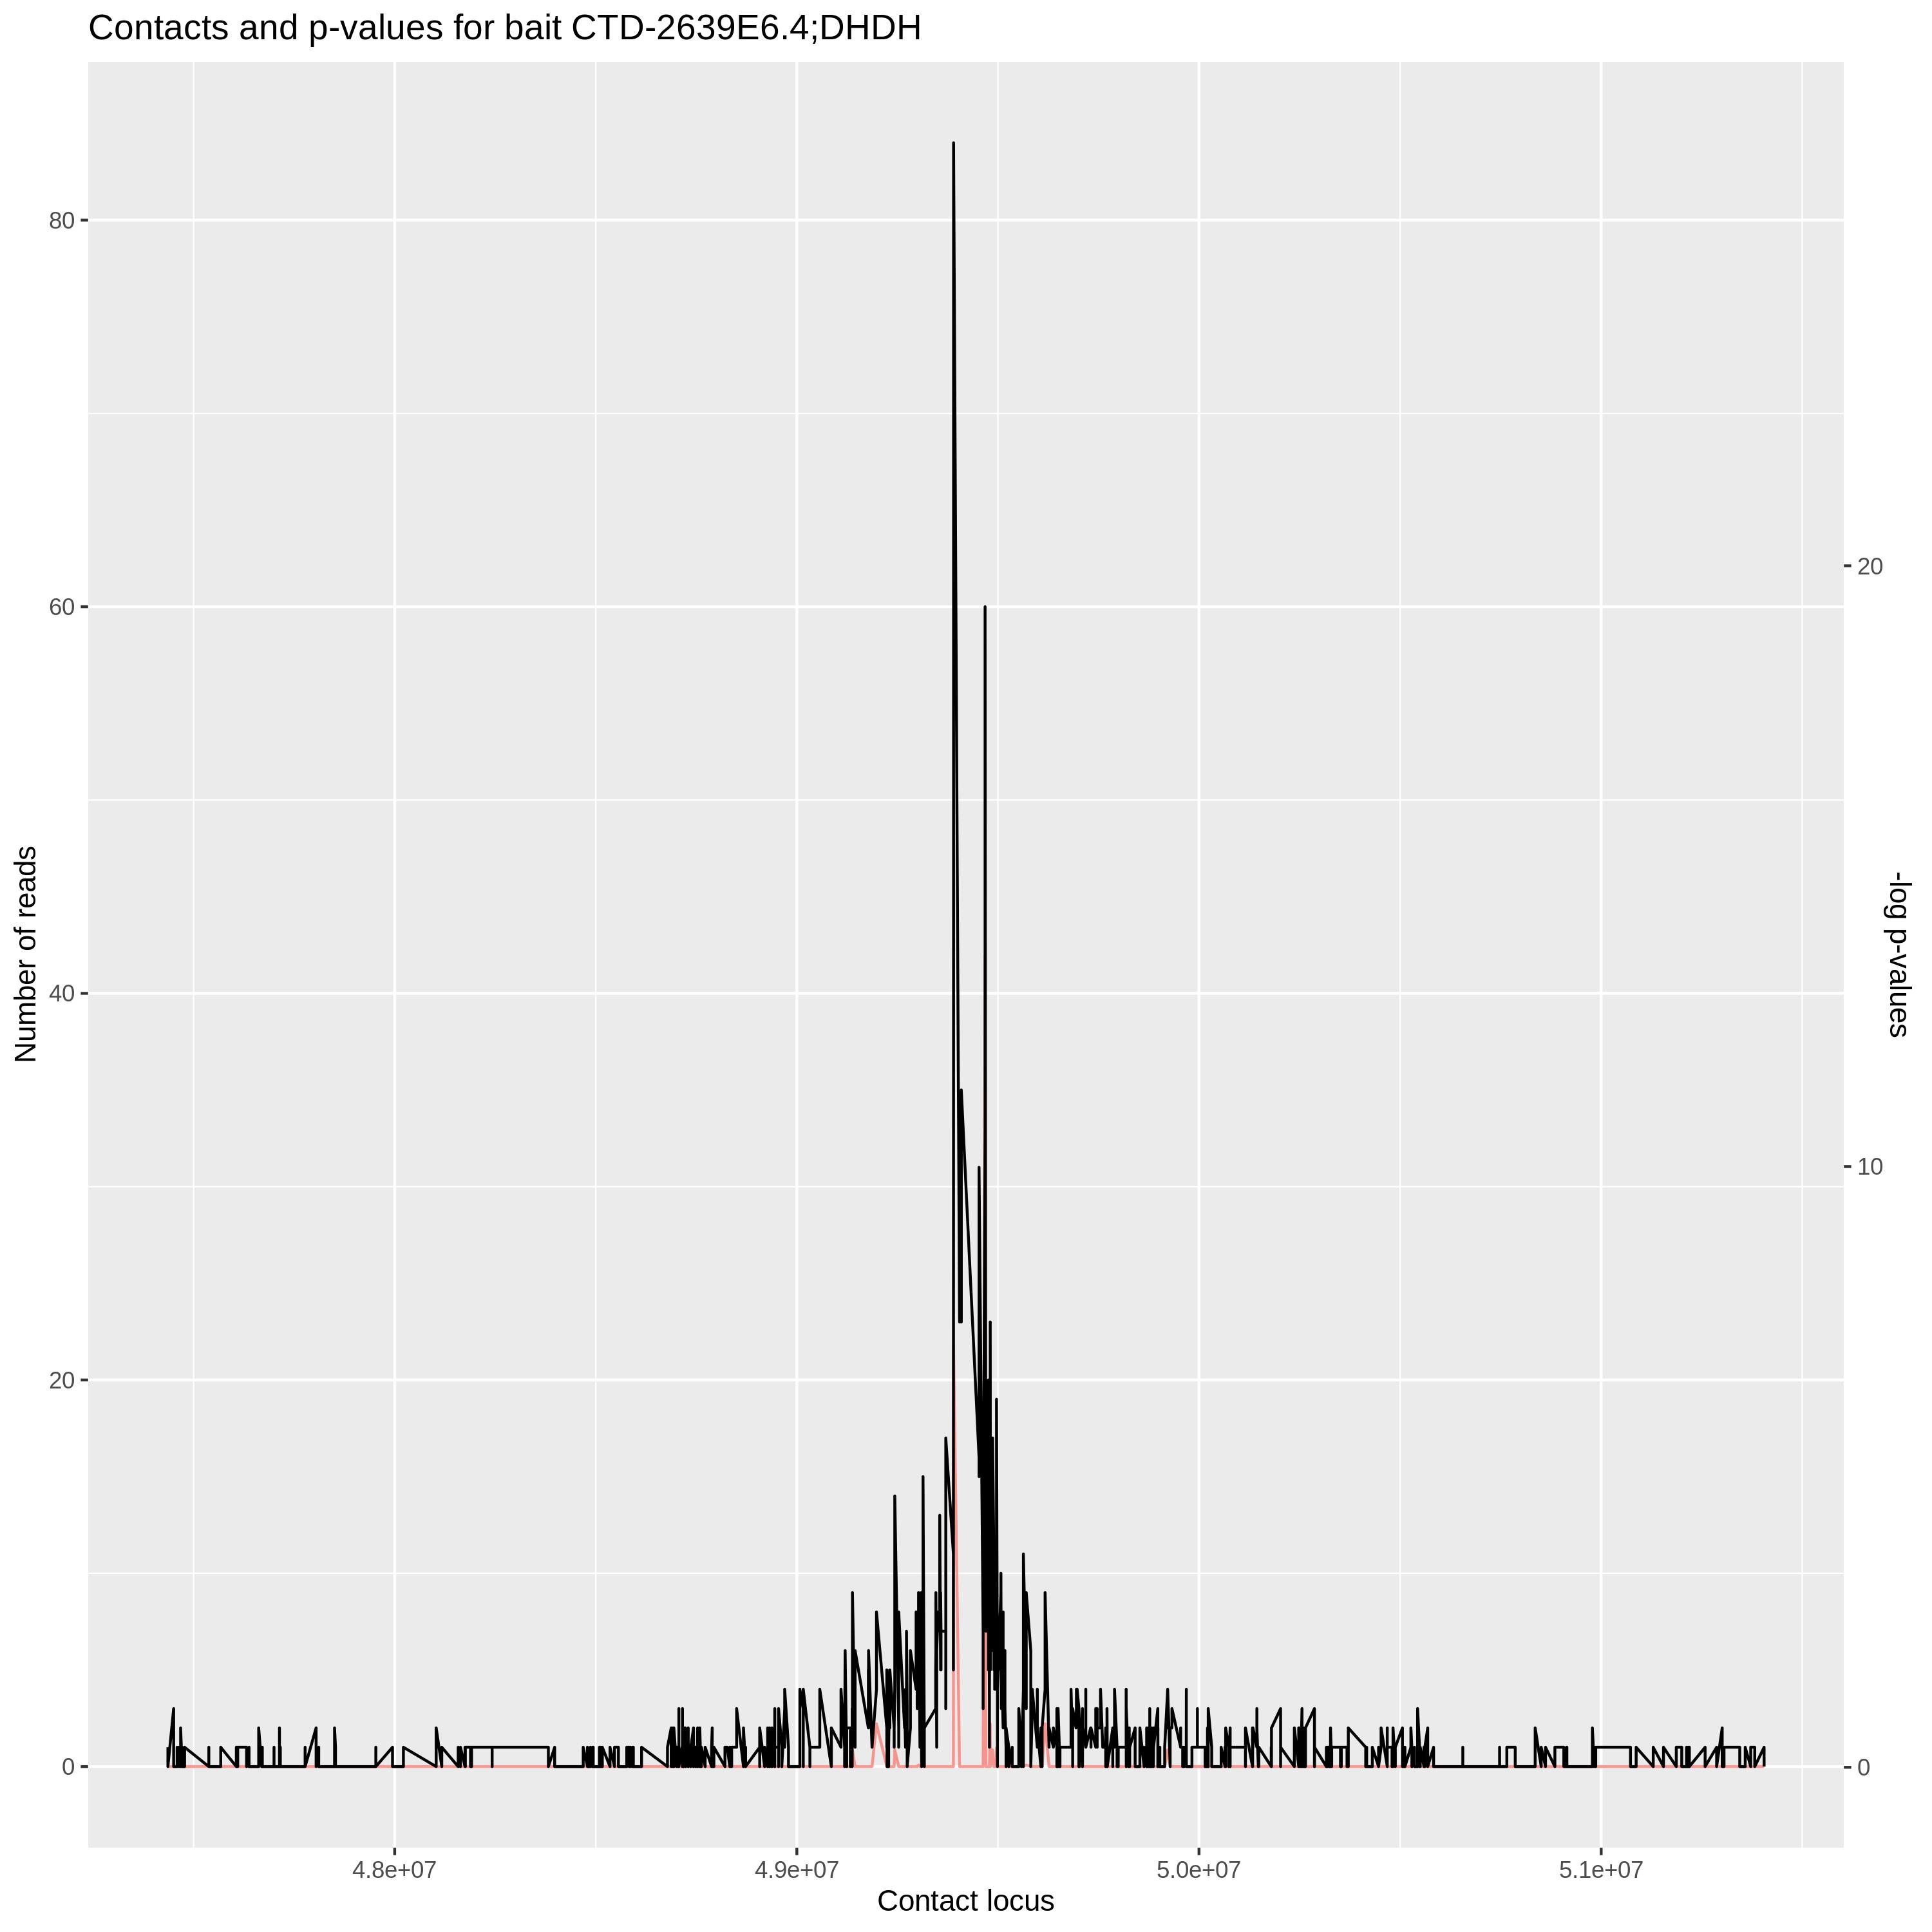 Contacts and p-values for bait CTD-2639E6.4;DHDH
80
60
40
20
0
Number of reads
20
10
0
-log p-values
4.8e+07
4.9e+07
5.0e+07
5.1e+07
Contact locus